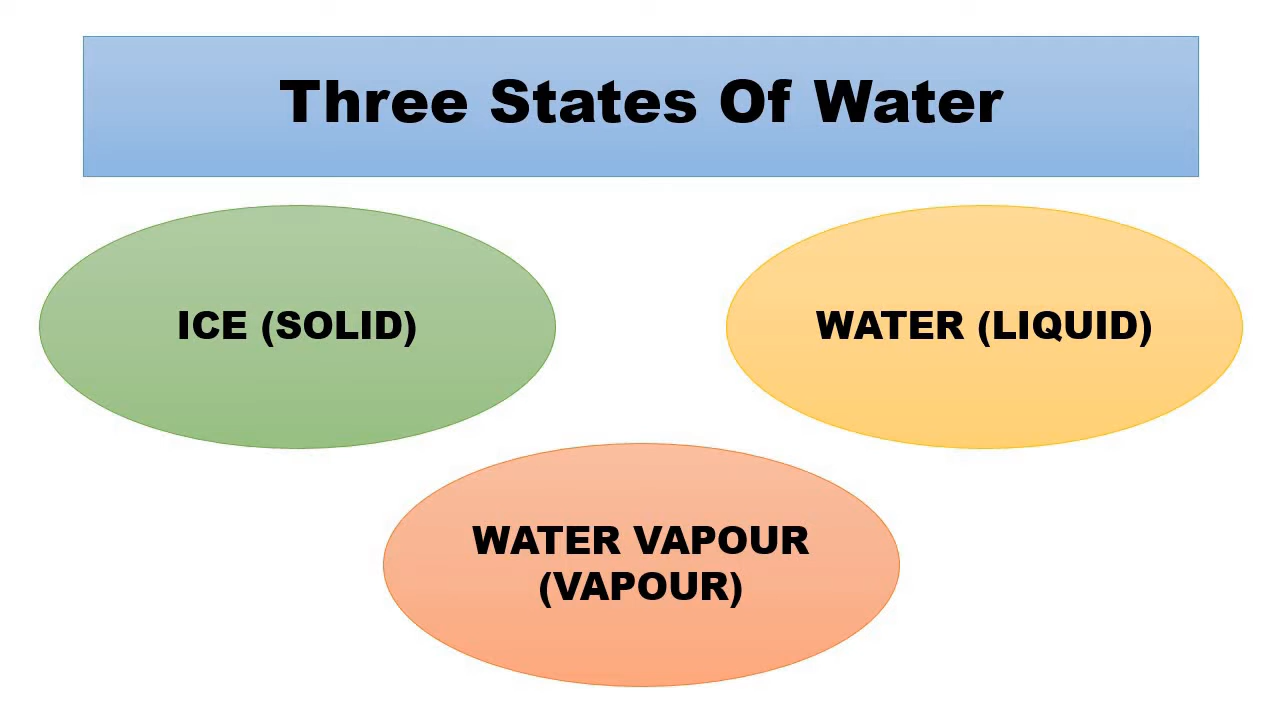 Three States Of Water
ICE (SOLID)
WATER (LIQUID)
WATER VAPOUR
(VAPOUR)